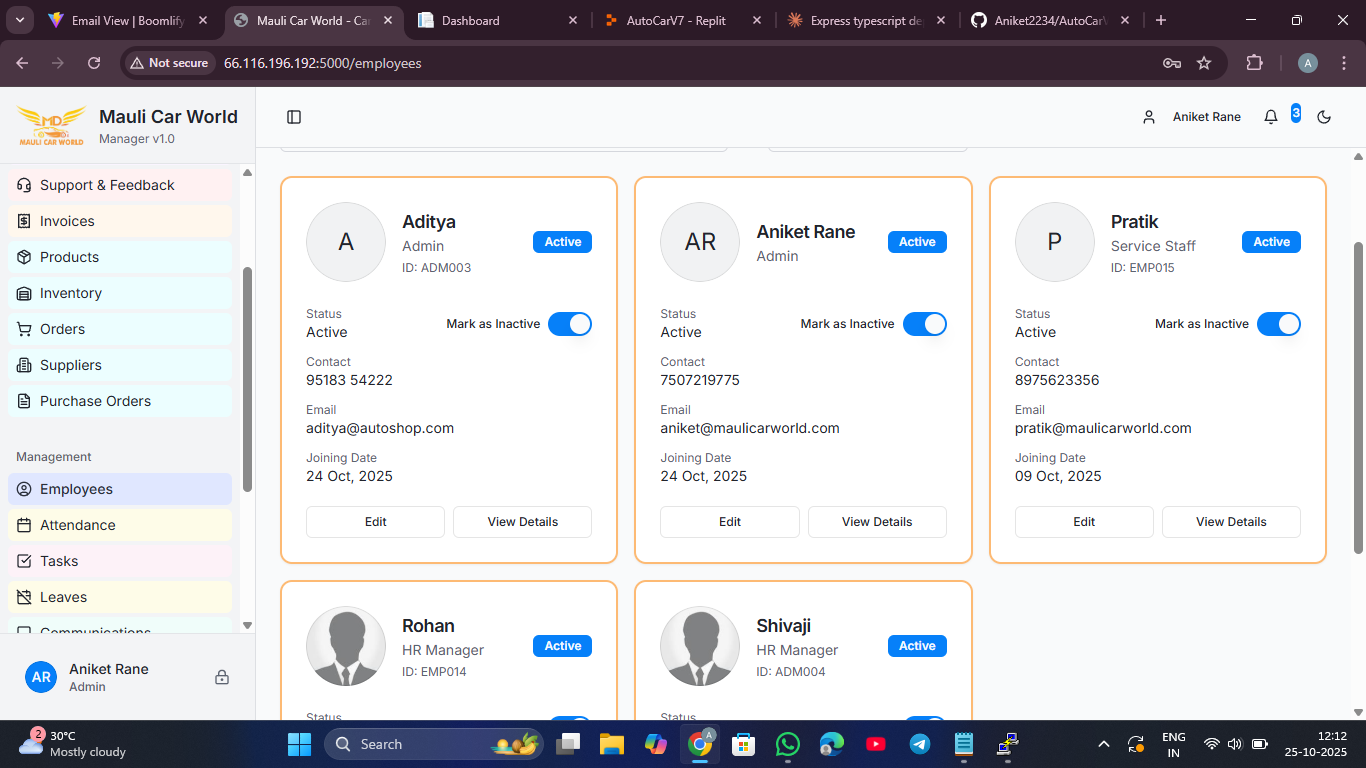 Email View | Boomlify
Mauli Car World - Ca
Dashboard
AutoCarV7 - Replit
Express typescript de
Aniket2234/AutoCarV
Not secure
66.116.196.192:5000/employees
A
MD
MAULI CAR WORLD
Mauli Car World
Manager v1.0
Aniket Rane
3
Support & Feedback
Invoices
Products
Inventory
Orders
Suppliers
Purchase Orders
Management
Employees
Attendance
Tasks
Leaves
Communications
AR
Aniket Rane
Admin
A
Aditya
Admin
ID: ADM003
Active
Status
Active
Mark as Inactive
Contact
95183 54222
Email
aditya@autoshop.com
Joining Date
24 Oct, 2025
Edit
View Details
AR
Aniket Rane
Admin
Active
Status
Active
Mark as Inactive
Contact
7507219775
Email
aniket@maulicarworld.com
Joining Date
24 Oct, 2025
Edit
View Details
P
Pratik
Service Staff
ID: EMP015
Active
Status
Active
Mark as Inactive
Contact
8975623356
Email
pratik@maulicarworld.com
Joining Date
09 Oct, 2025
Edit
View Details
Rohan
HR Manager
ID: EMP014
Active
Status
Shivaji
HR Manager
ID: ADM004
Active
Status
2
30°C
Mostly cloudy
Search
A
ENG
IN
12:12
25-10-2025